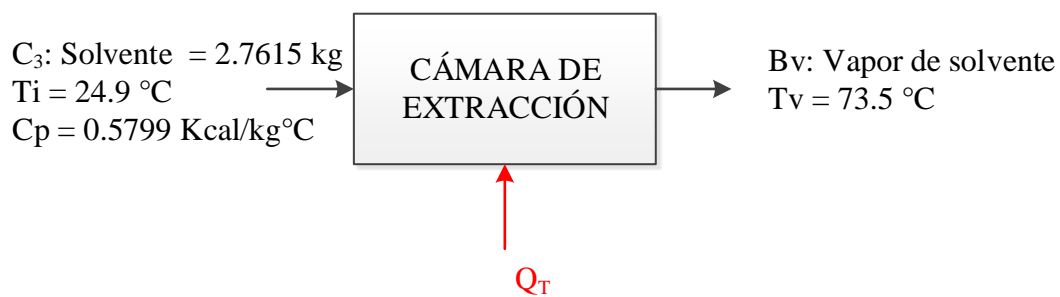 C₃: Solvente = 2.7615 kg
Ti = 24.9 °C
Cp = 0.5799 Kcal/kg°C
CÁMARA DE
EXTRACCIÓN
Bv: Vapor de solvente
Tv = 73.5 °C
Q_T